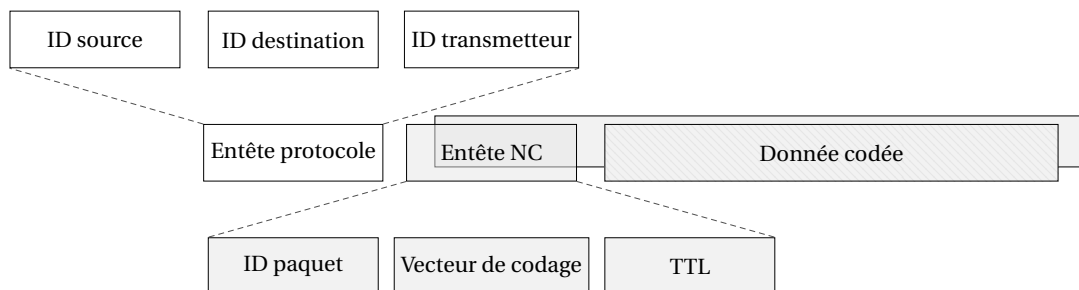 ID source ID destination ID transmetteur
Entête protocole Entête NC Donnée codée
ID paquet Vecteur de codage TTL